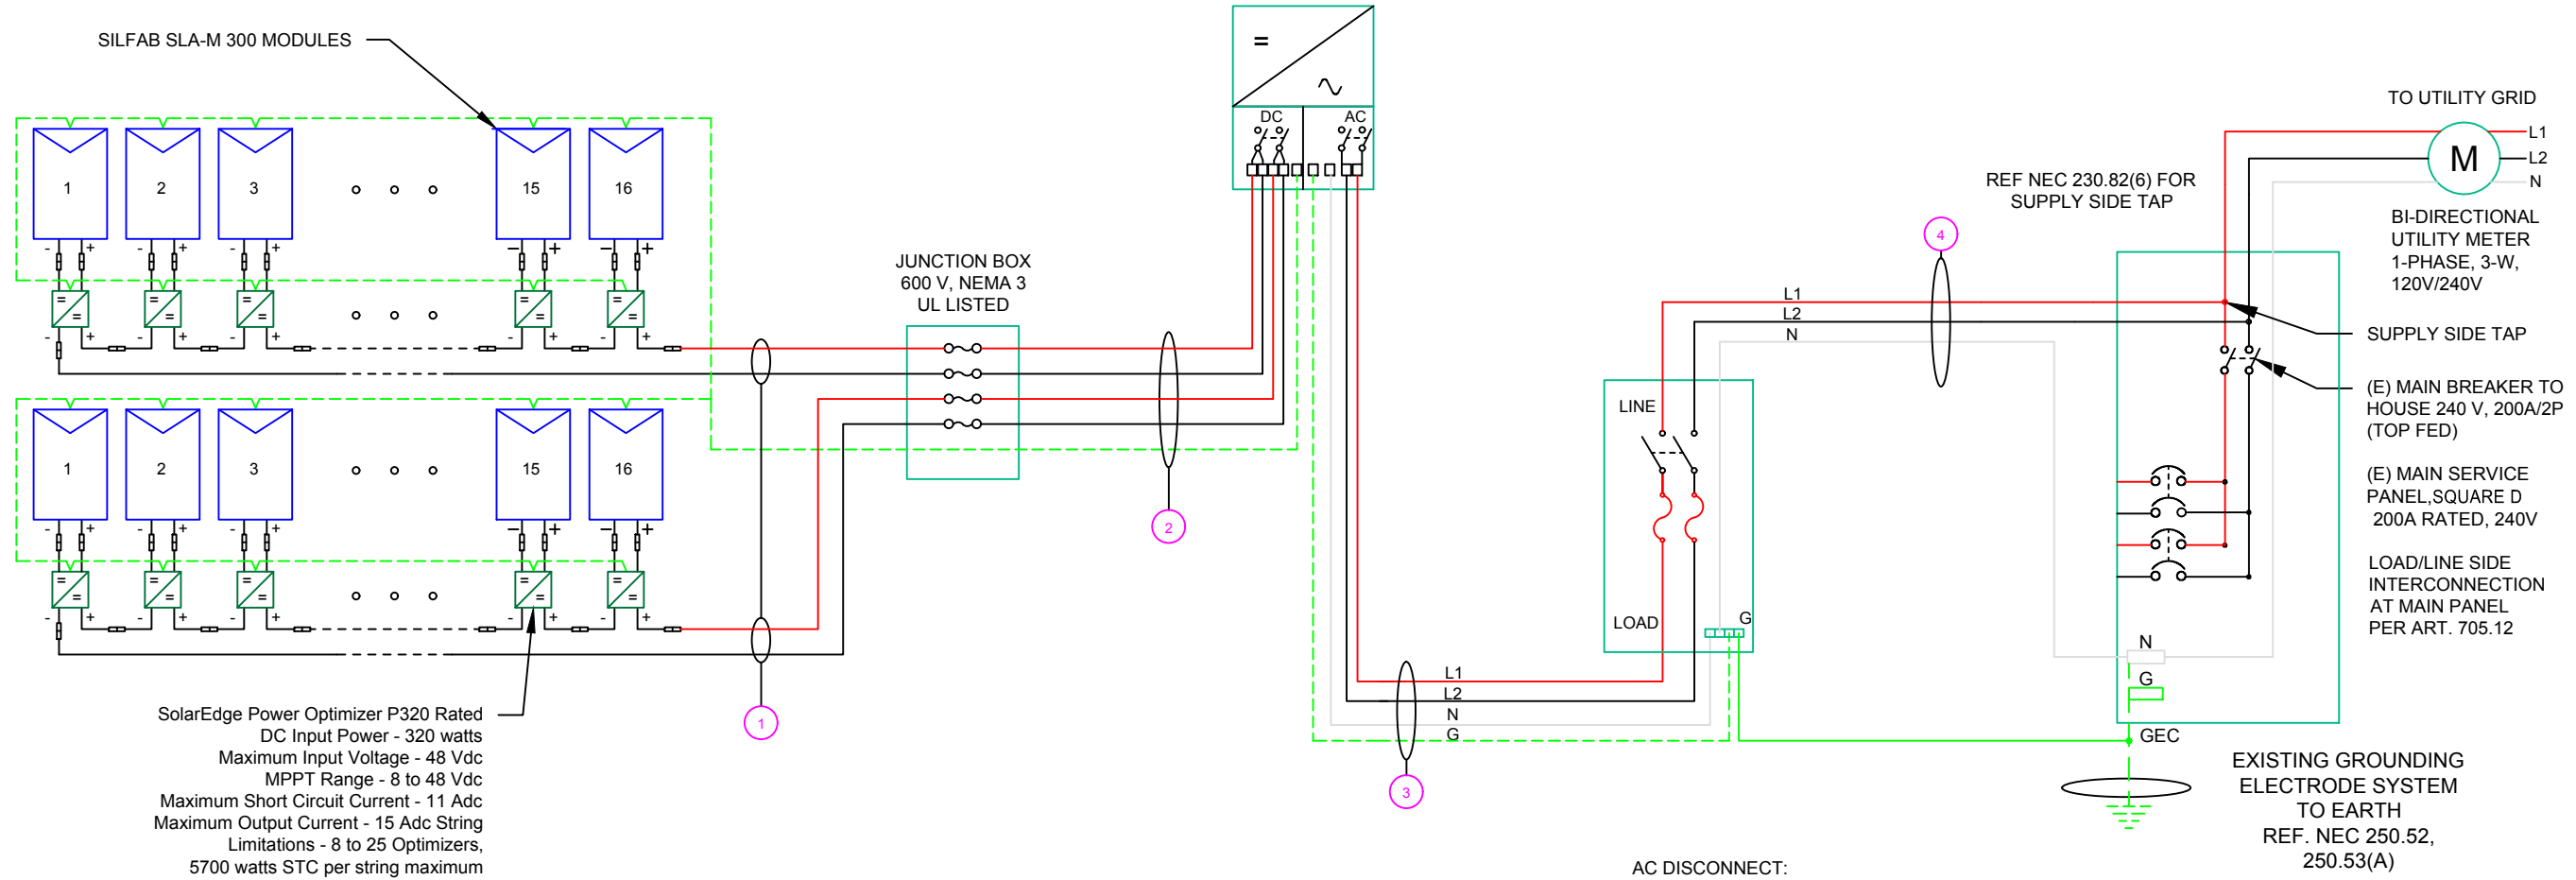 SILFAB SLA-M 300 MODULES
1 2 3 15 16
- + - + - + - + - +
= = = = = = = = = =
- + - + - + - + - +
1 2 3 15 16
- + - + - + - + - +
= = = = = = = = = =
- + - + - + - + - +
SolarEdge Power Optimizer P320 Rated
DC Input Power - 320 watts
Maximum Input Voltage - 48 Vdc
MPPT Range - 8 to 48 Vdc
Maximum Short Circuit Current - 11 Adc
Maximum Output Current - 15 Adc String
Limitations - 8 to 25 Optimizers,
5700 watts STC per string maximum
1
JUNCTION BOX
600 V, NEMA 3
UL LISTED
2
=
DC AC
L1
L2
N
G
3
LINE
LOAD
G
AC DISCONNECT:
L1
L2
N
4
REF NEC 230.82(6) FOR
SUPPLY SIDE TAP
TO UTILITY GRID
M
L1
L2
N
BI-DIRECTIONAL
UTILITY METER
1-PHASE, 3-W,
120V/240V
SUPPLY SIDE TAP
(E) MAIN BREAKER TO
HOUSE 240 V, 200A/2P
(TOP FED)
(E) MAIN SERVICE
PANEL,SQUARE D
200A RATED, 240V
LOAD/LINE SIDE
INTERCONNECTION
AT MAIN PANEL
PER ART. 705.12
N
G
GEC
EXISTING GROUNDING
ELECTRODE SYSTEM
TO EARTH
REF. NEC 250.52,
250.53(A)